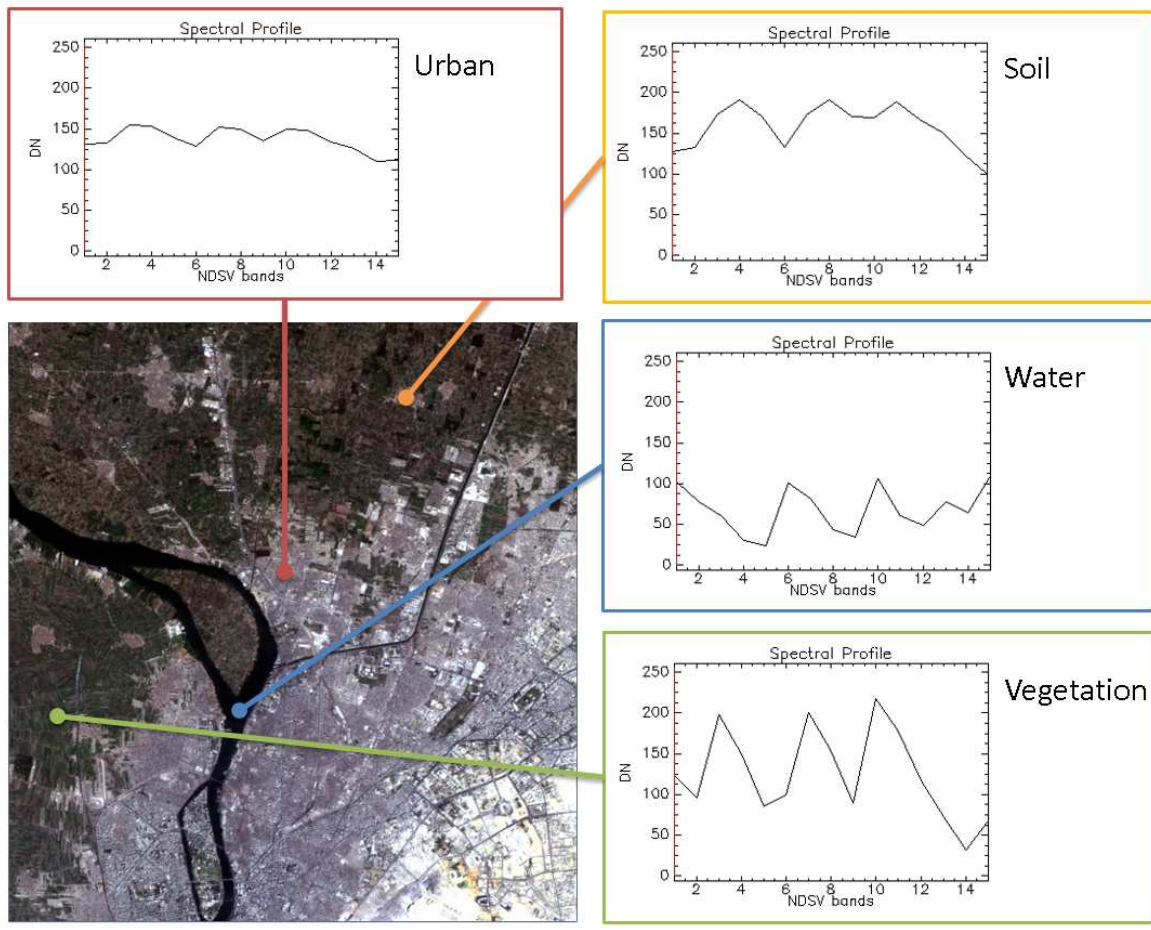 Spectral Profile
Urban
250
200
150
100
50
0
DN
2 4 6 8 10 12 14
NDSV bands
Spectral Profile
Soil
250
200
150
100
50
0
DN
2 4 6 8 10 12 14
NDSV bands
Spectral Profile
Water
250
200
150
100
50
0
DN
2 4 6 8 10 12 14
NDSV bands
Spectral Profile
Vegetation
250
200
150
100
50
0
DN
2 4 6 8 10 12 14
NDSV bands